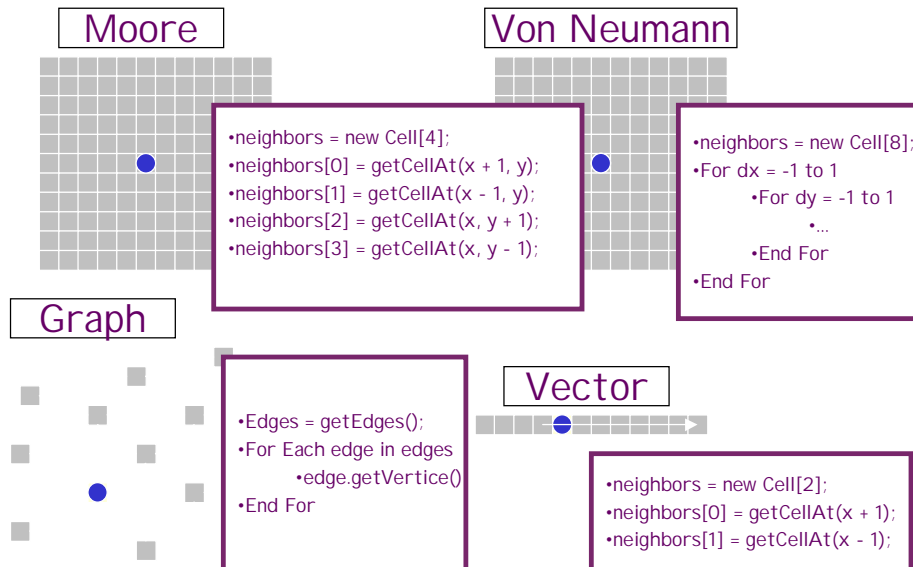 Moore
•neighbors = new Cell[4];
•neighbors[0] = getCellAt(x + 1, y);
•neighbors[1] = getCellAt(x - 1, y);
•neighbors[2] = getCellAt(x, y + 1);
•neighbors[3] = getCellAt(x, y - 1);
Von Neumann
•neighbors = new Cell[8];
•For dx = -1 to 1
•For dy = -1 to 1
•...
•End For
•End For
Graph
•Edges = getEdges();
•For Each edge in edges
•edge.getVertice()
•End For
Vector
•neighbors = new Cell[2];
•neighbors[0] = getCellAt(x + 1);
•neighbors[1] = getCellAt(x - 1);